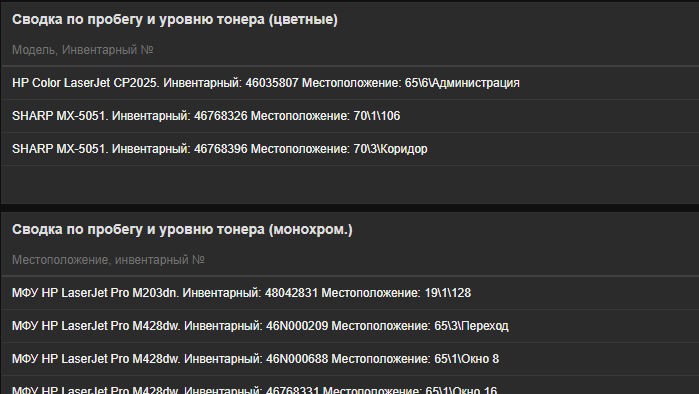 Сводка по пробегу и уровню тонера (цветные)
Модель, Инвентарный №
HP Color LaserJet CP2025. Инвентарный: 46035807 Местоположение: 65\6\Администрация
SHARP MX-5051. Инвентарный: 46768326 Местоположение: 70\1\106
SHARP MX-5051. Инвентарный: 46768396 Местоположение: 70\3\Коридор
Сводка по пробегу и уровню тонера (монохром.)
Местоположение, инвентарный №
МФУ HP LaserJet Pro M203dn. Инвентарный: 48042831 Местоположение: 19\1\128
МФУ HP LaserJet Pro M428dw. Инвентарный: 46N000209 Местоположение: 65\3\Переход
МФУ HP LaserJet Pro M428dw. Инвентарный: 46N000688 Местоположение: 65\1\Окно 8
МФУ HP LaserJet Pro M428dw. Инвентарный: 46768331 Местоположение: 65\1\Окно 16